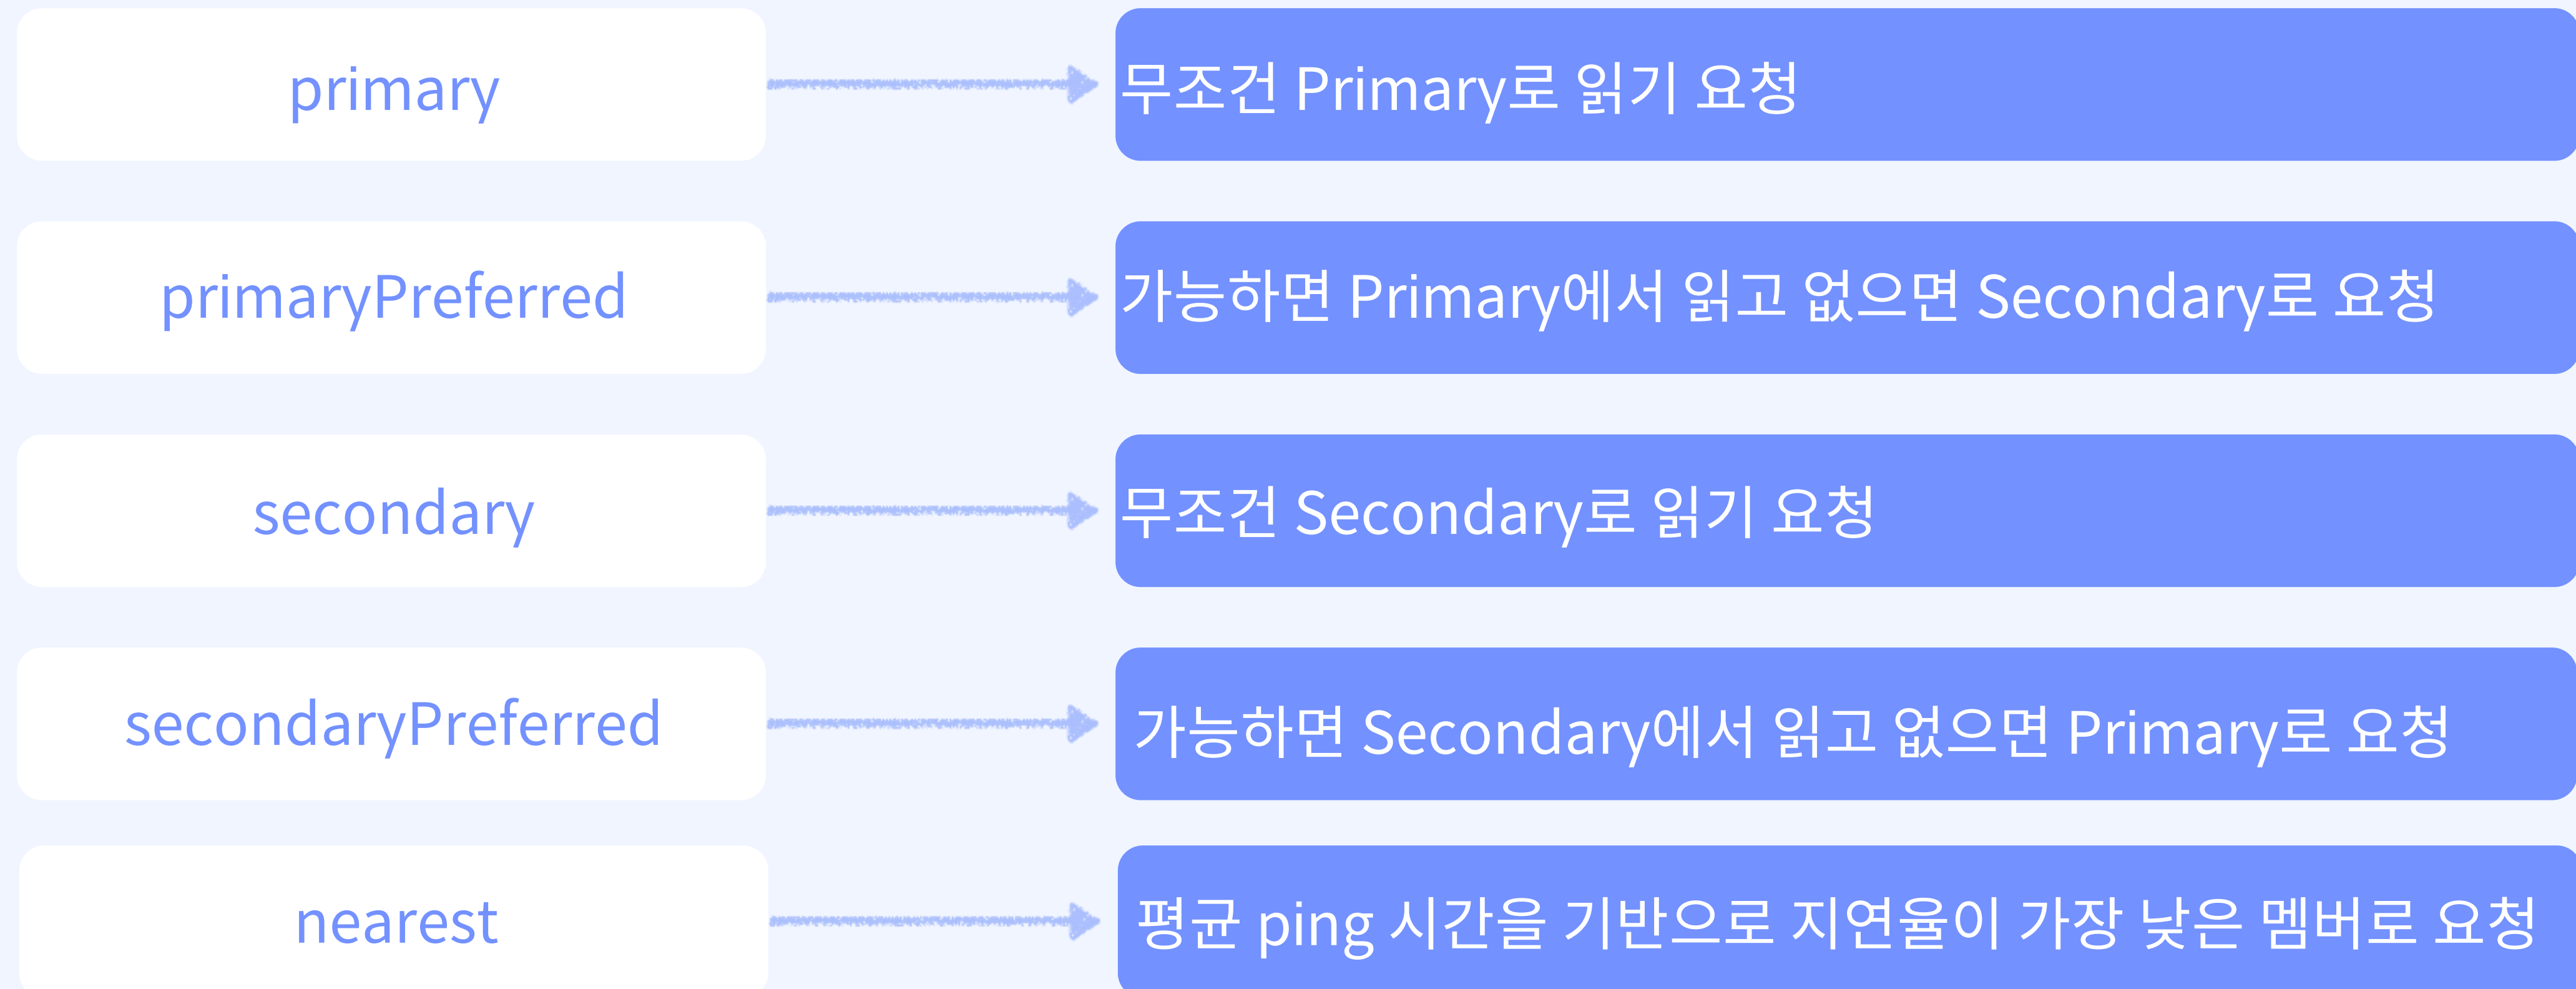 primary
무조건 Primary로 읽기 요청
primaryPreferred
가능하면 Primary에서 읽고 없으면 Secondary로 요청
secondary
무조건 Secondary로 읽기 요청
secondaryPreferred
가능하면 Secondary에서 읽고 없으면 Primary로 요청
nearest
평균 ping 시간을 기반으로 지연율이 가장 낮은 멤버로 요청